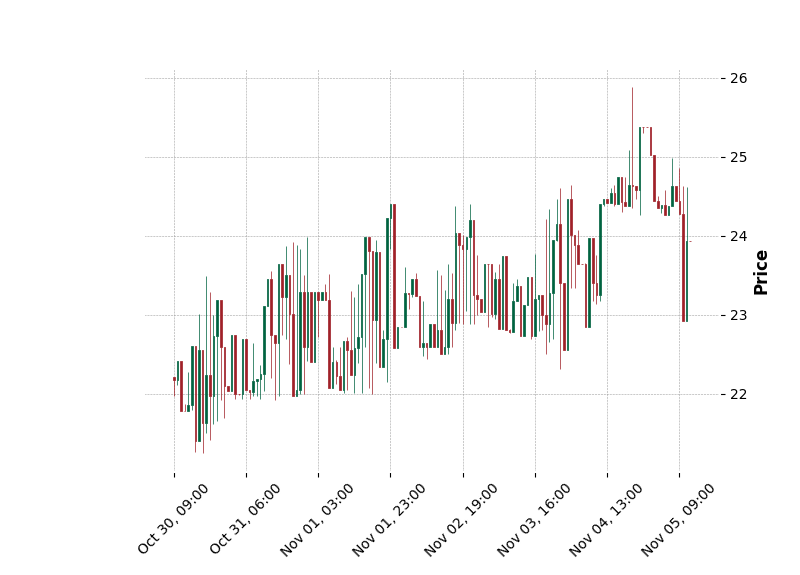 26
25
24
23
22
Price
Oct 30, 09:00
Oct 31, 06:00
Nov 01, 03:00
Nov 01, 23:00
Nov 02, 19:00
Nov 03, 16:00
Nov 04, 13:00
Nov 05, 09:00